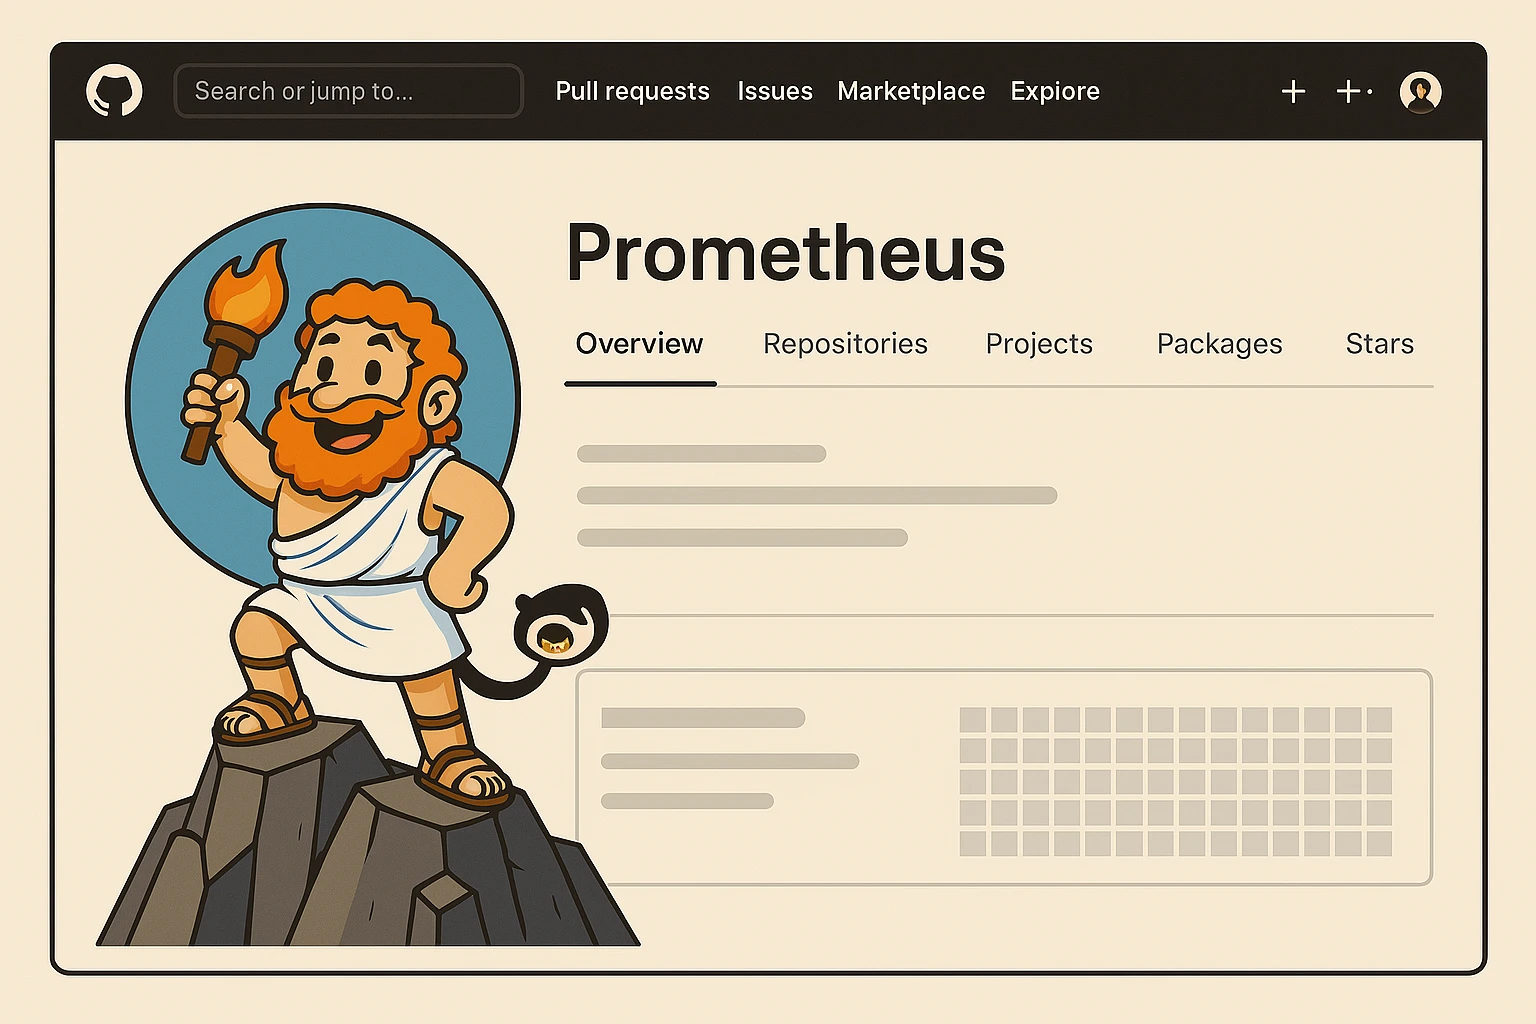 Search or jump to...
Pull requests
Issues
Marketplace
Expiore
Prometheus
Overview
Repositories
Projects
Packages
Stars